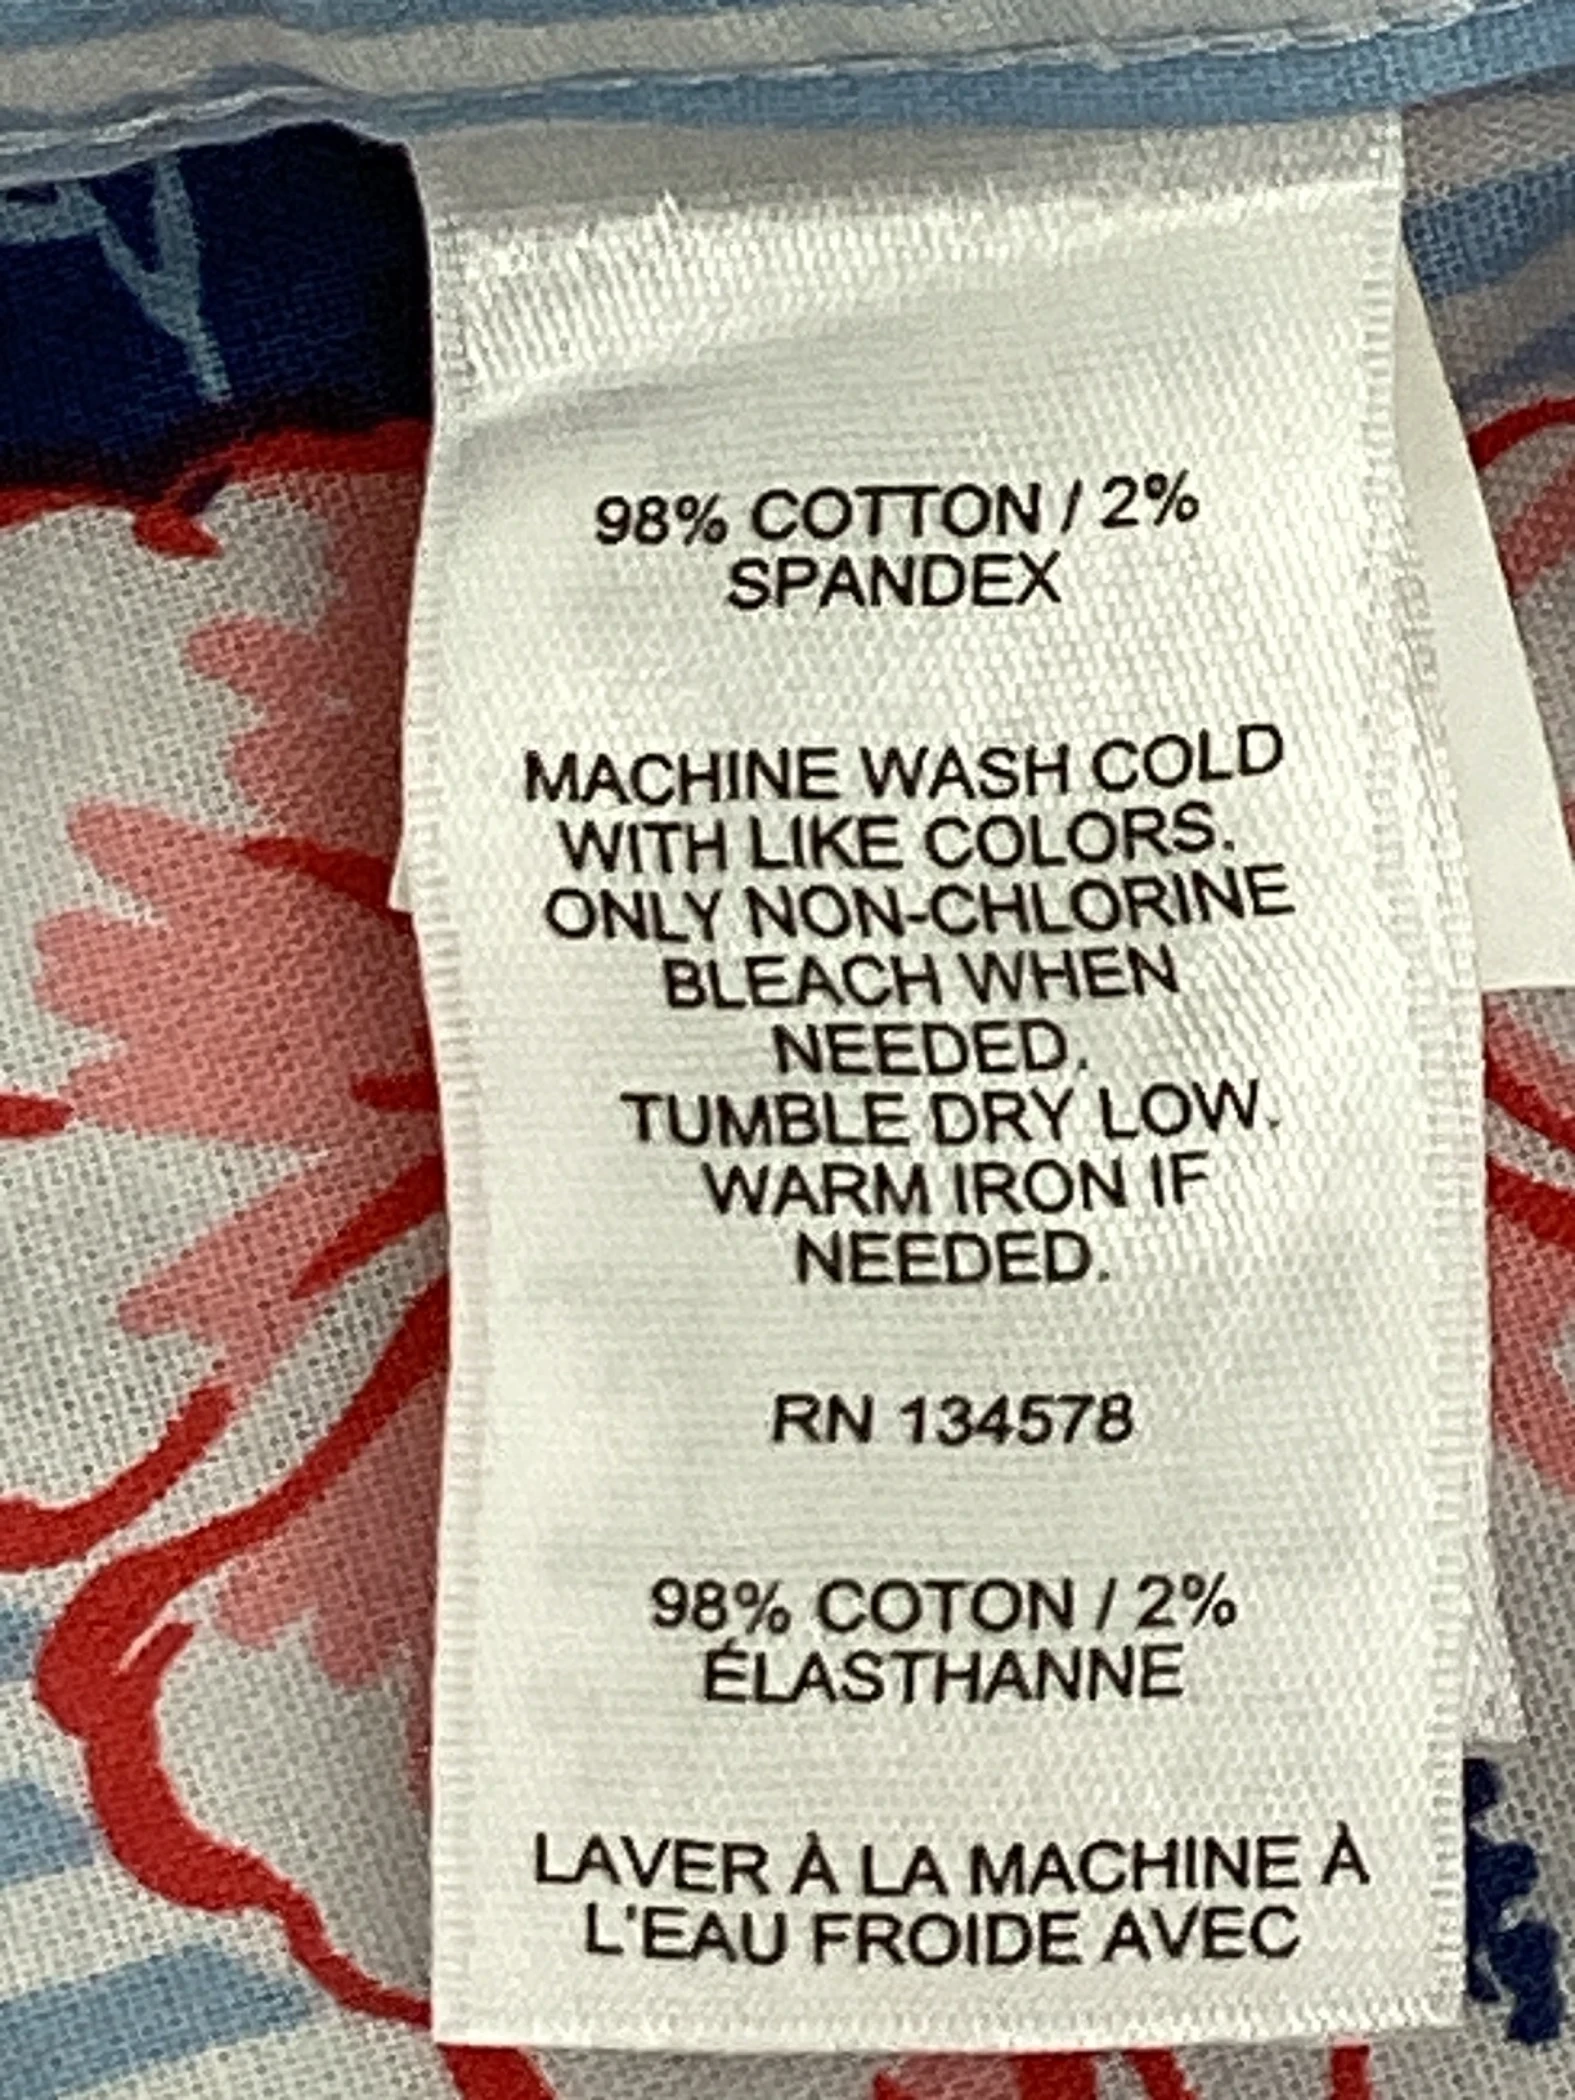 98% COTTON / 2%
SPANDEX
MACHINE WASH COLD
WITH LIKE COLORS.
ONLY NON-CHLORINE
BLEACH WHEN
NEEDED.
TUMBLE DRY LOW.
WARM IRON IF
NEEDED.
RN 134578
98% COTON / 2%
ÉLASTHANNE
LAVER À LA MACHINE À
L'EAU FROIDE AVEC